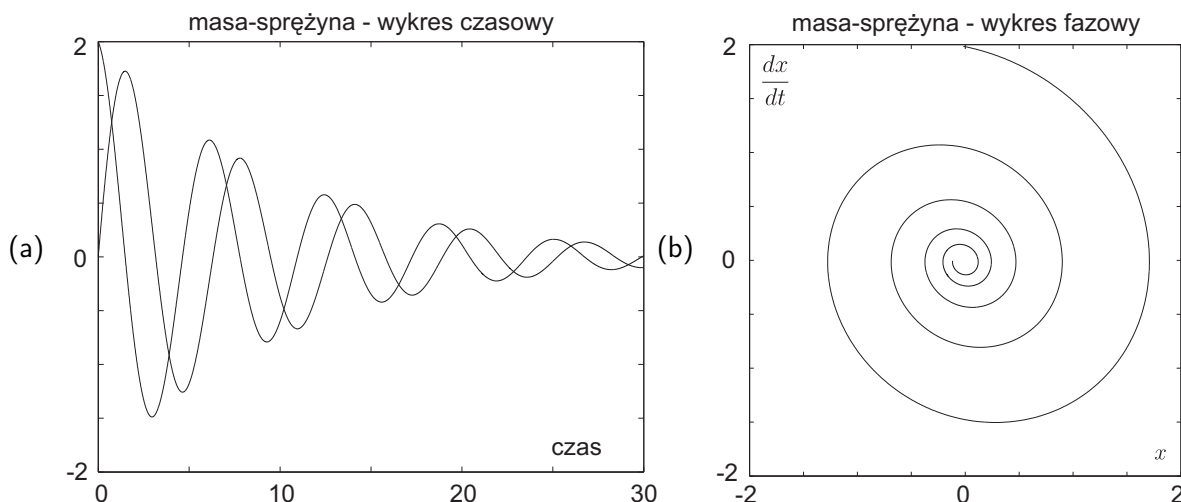 masa-sprężyna - wykres czasowy
2
(a)
0
-2
0
10
20
30
czas
masa-sprężyna - wykres fazowy
2
dx
dt
(b)
0
-2
-2
0
2
x